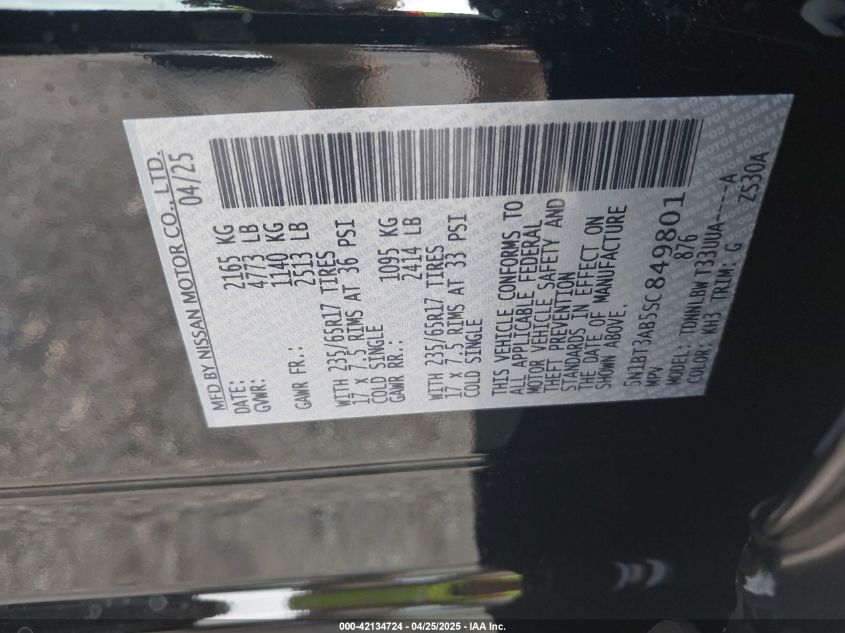 MFD BY NISSAN MOTOR CO., LTD.
DATE: 04/25
GVWR: 2165 KG
4773 LB
GAWR FR.: 1140 KG
2513 LB
WITH 235/65R17 TIRES
17 X 7.5 RIMS AT 36 PSI
COLD SINGLE
GAWR RR.: 1095 KG
2414 LB
WITH 235/65R17 TIRES
17 X 7.5 RIMS AT 33 PSI
COLD SINGLE
THIS VEHICLE CONFORMS TO
ALL APPLICABLE FEDERAL
MOTOR VEHICLE SAFETY AND
THEFT PREVENTION
STANDARDS IN EFFECT ON
THE DATE OF MANUFACTURE
SHOWN ABOVE.
5N1BT3AB5SC849801
MPV 876
MODEL: TDMNLBW T33UUA----A
COLOR: KH3 TRIM: G ZS30A
000-42134724 - 04/25/2025 - IAA Inc.